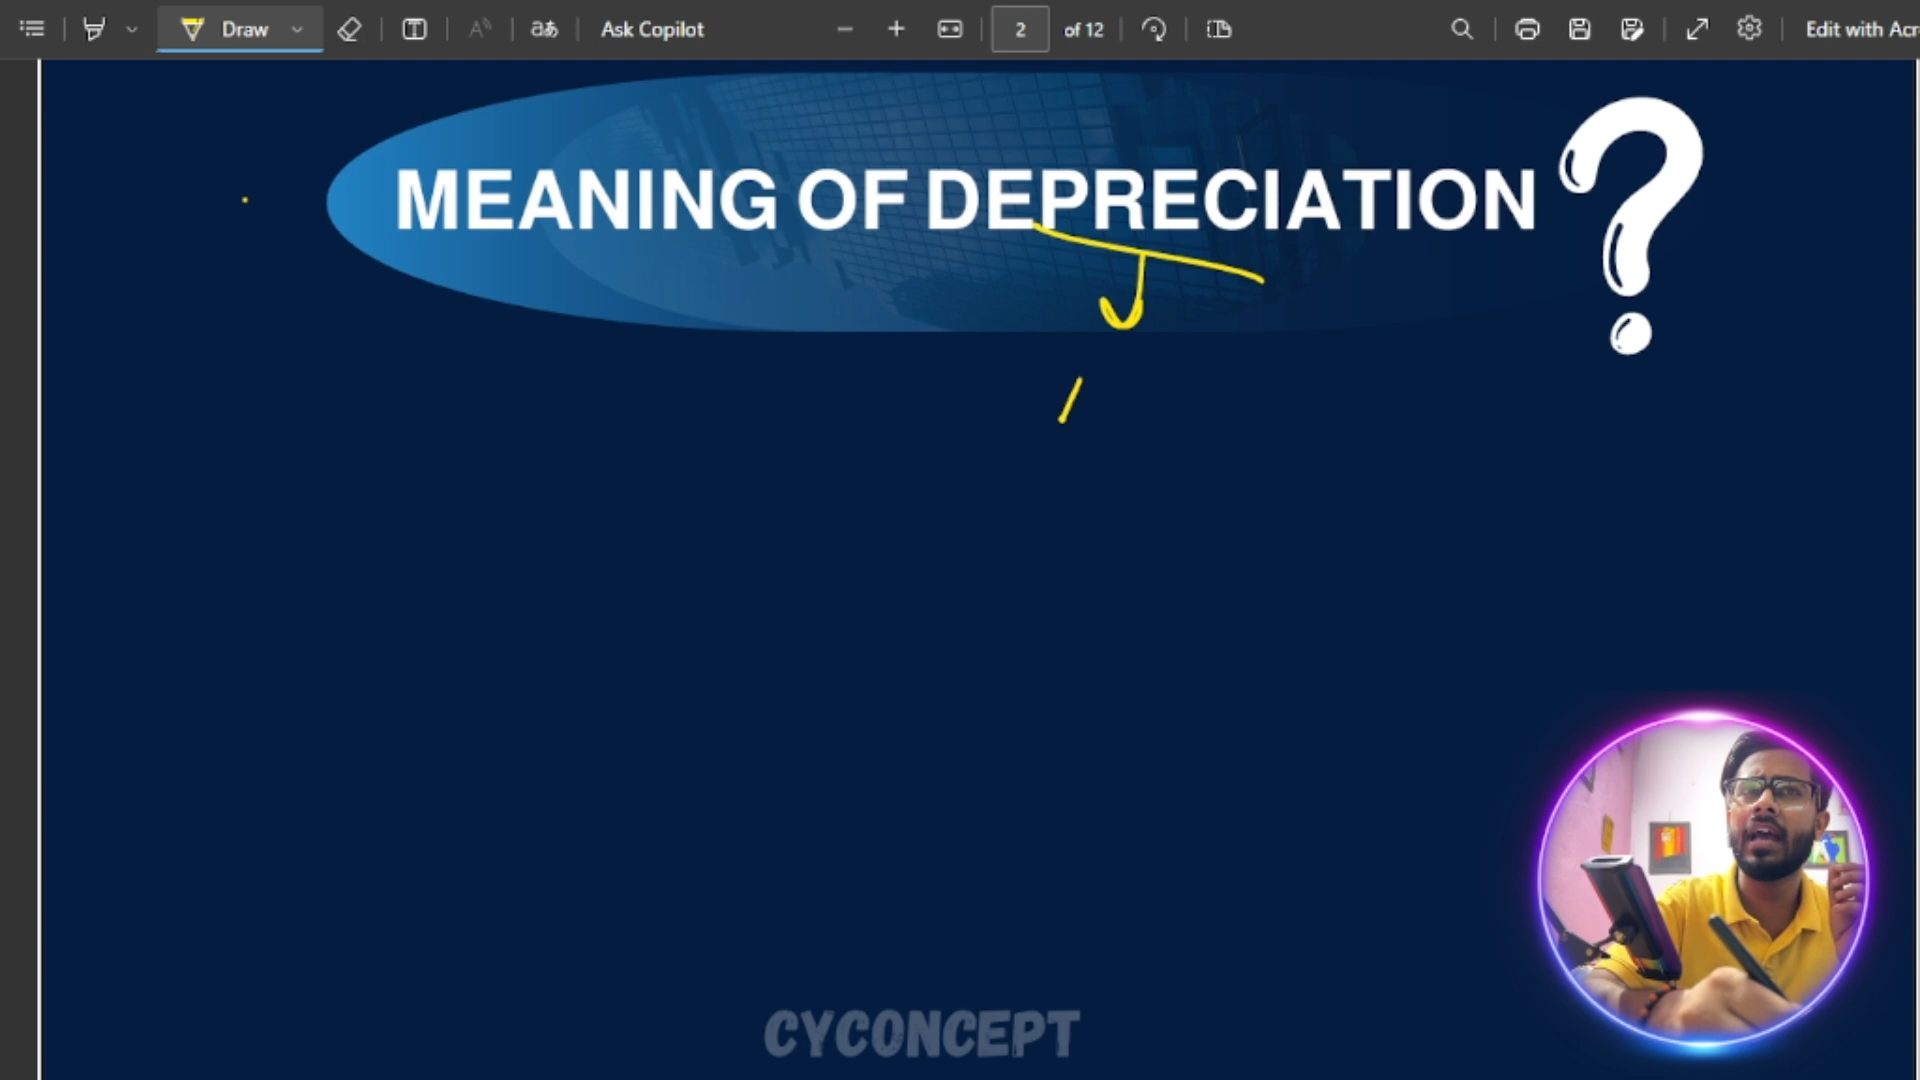 Draw
Ask Copilot
2 of 12
Edit with Acr
MEANING OF DEPRECIATION?
CYCONCEPT